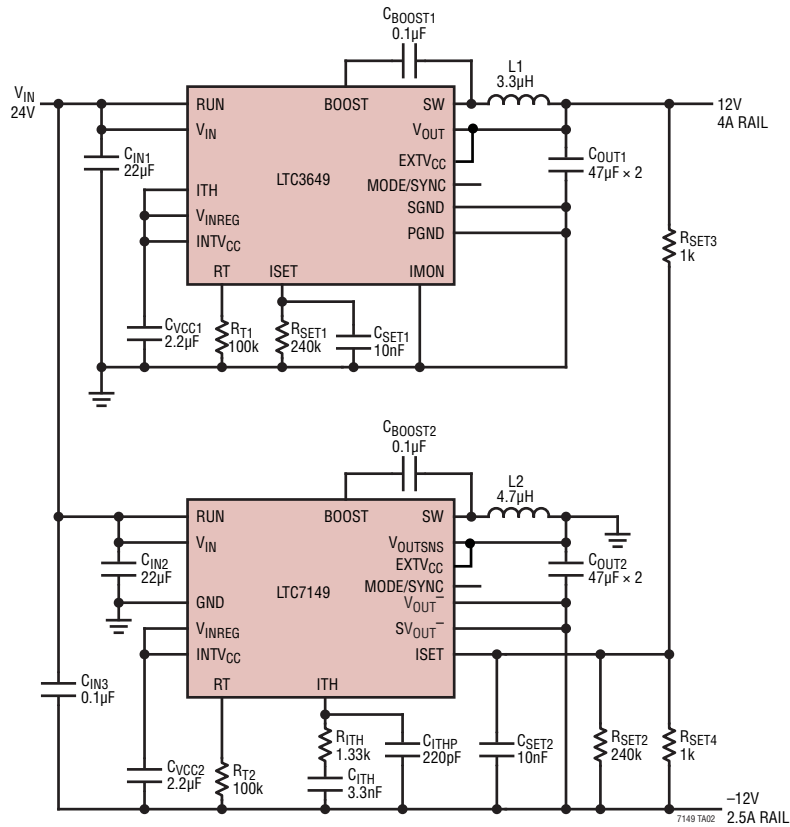 CBOOST1
0.1µF
L1
3.3µH
VIN
24V
RUN
BOOST
SW
12V
4A RAIL
VIN
VOUT
EXTVCC
CIN1
22µF
COUT1
47µF × 2
LTC3649
MODE/SYNC
ITH
SGND
VINREG
PGND
INTVCC
RSET3
1k
RT
ISET
IMON
CVCC1
2.2µF
RT1
100k
RSET1
240k
CSET1
10nF
CBOOST2
0.1µF
L2
4.7µH
RUN
BOOST
SW
VIN
VOUTSNS
EXTVCC
CIN2
22µF
COUT2
47µF × 2
LTC7149
MODE/SYNC
GND
VOUT–
VINREG
SVOUT–
INTVCC
ISET
CIN3
0.1µF
RT
ITH
RITH
1.33k
CITHP
220pF
CSET2
10nF
RSET2
240k
RSET4
1k
CVCC2
2.2µF
RT2
100k
CITH
3.3nF
–12V
2.5A RAIL
7149 TA02